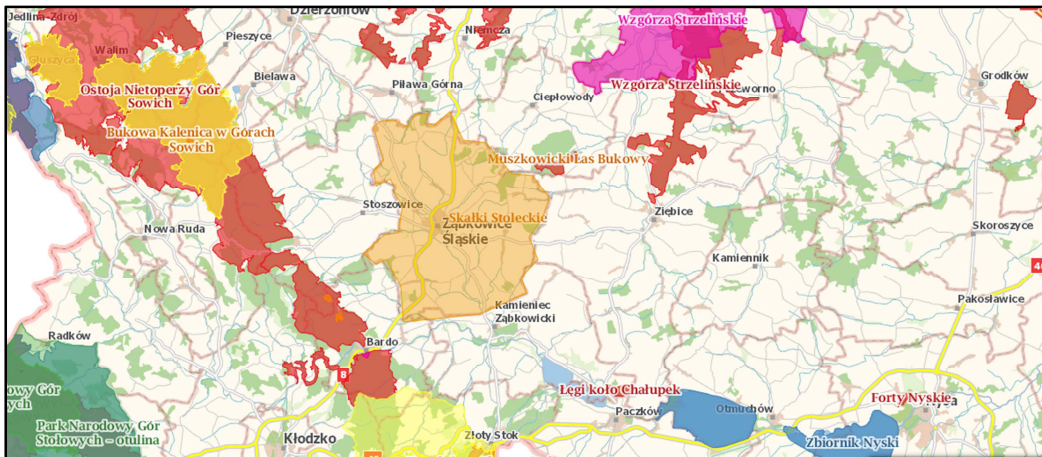 Jedlina-Zdrój
Dzierżoniów
Niemcza
Wzgórza Strzelińskie
Pieszyce
Walim
Głuszyca
Bielawa
Ostoja Nietoperzy Gór
Sowich
Piława Górna
Ciepłowody
Wzgórza Strzelińskie
Grodków
Bukowa Kalenica w Górach
Sowich
Muszkowicki Las Bukowy
Stoszowice
Skałki Stoleckie
Ząbkowice
Śląskie
Ziębice
Nowa Ruda
Skoroszyce
Kamiennik
Kamieniec
Ząbkowicki
Pakosławice
Radków
Bardo
8
Łęgi koło Chałupek
Paczków
Otmuchów
Forty Nyskie
Park Narodowy Gór
Stołowych - otulina
Kłodzko
Złoty Stok
Zbiornik Nyski